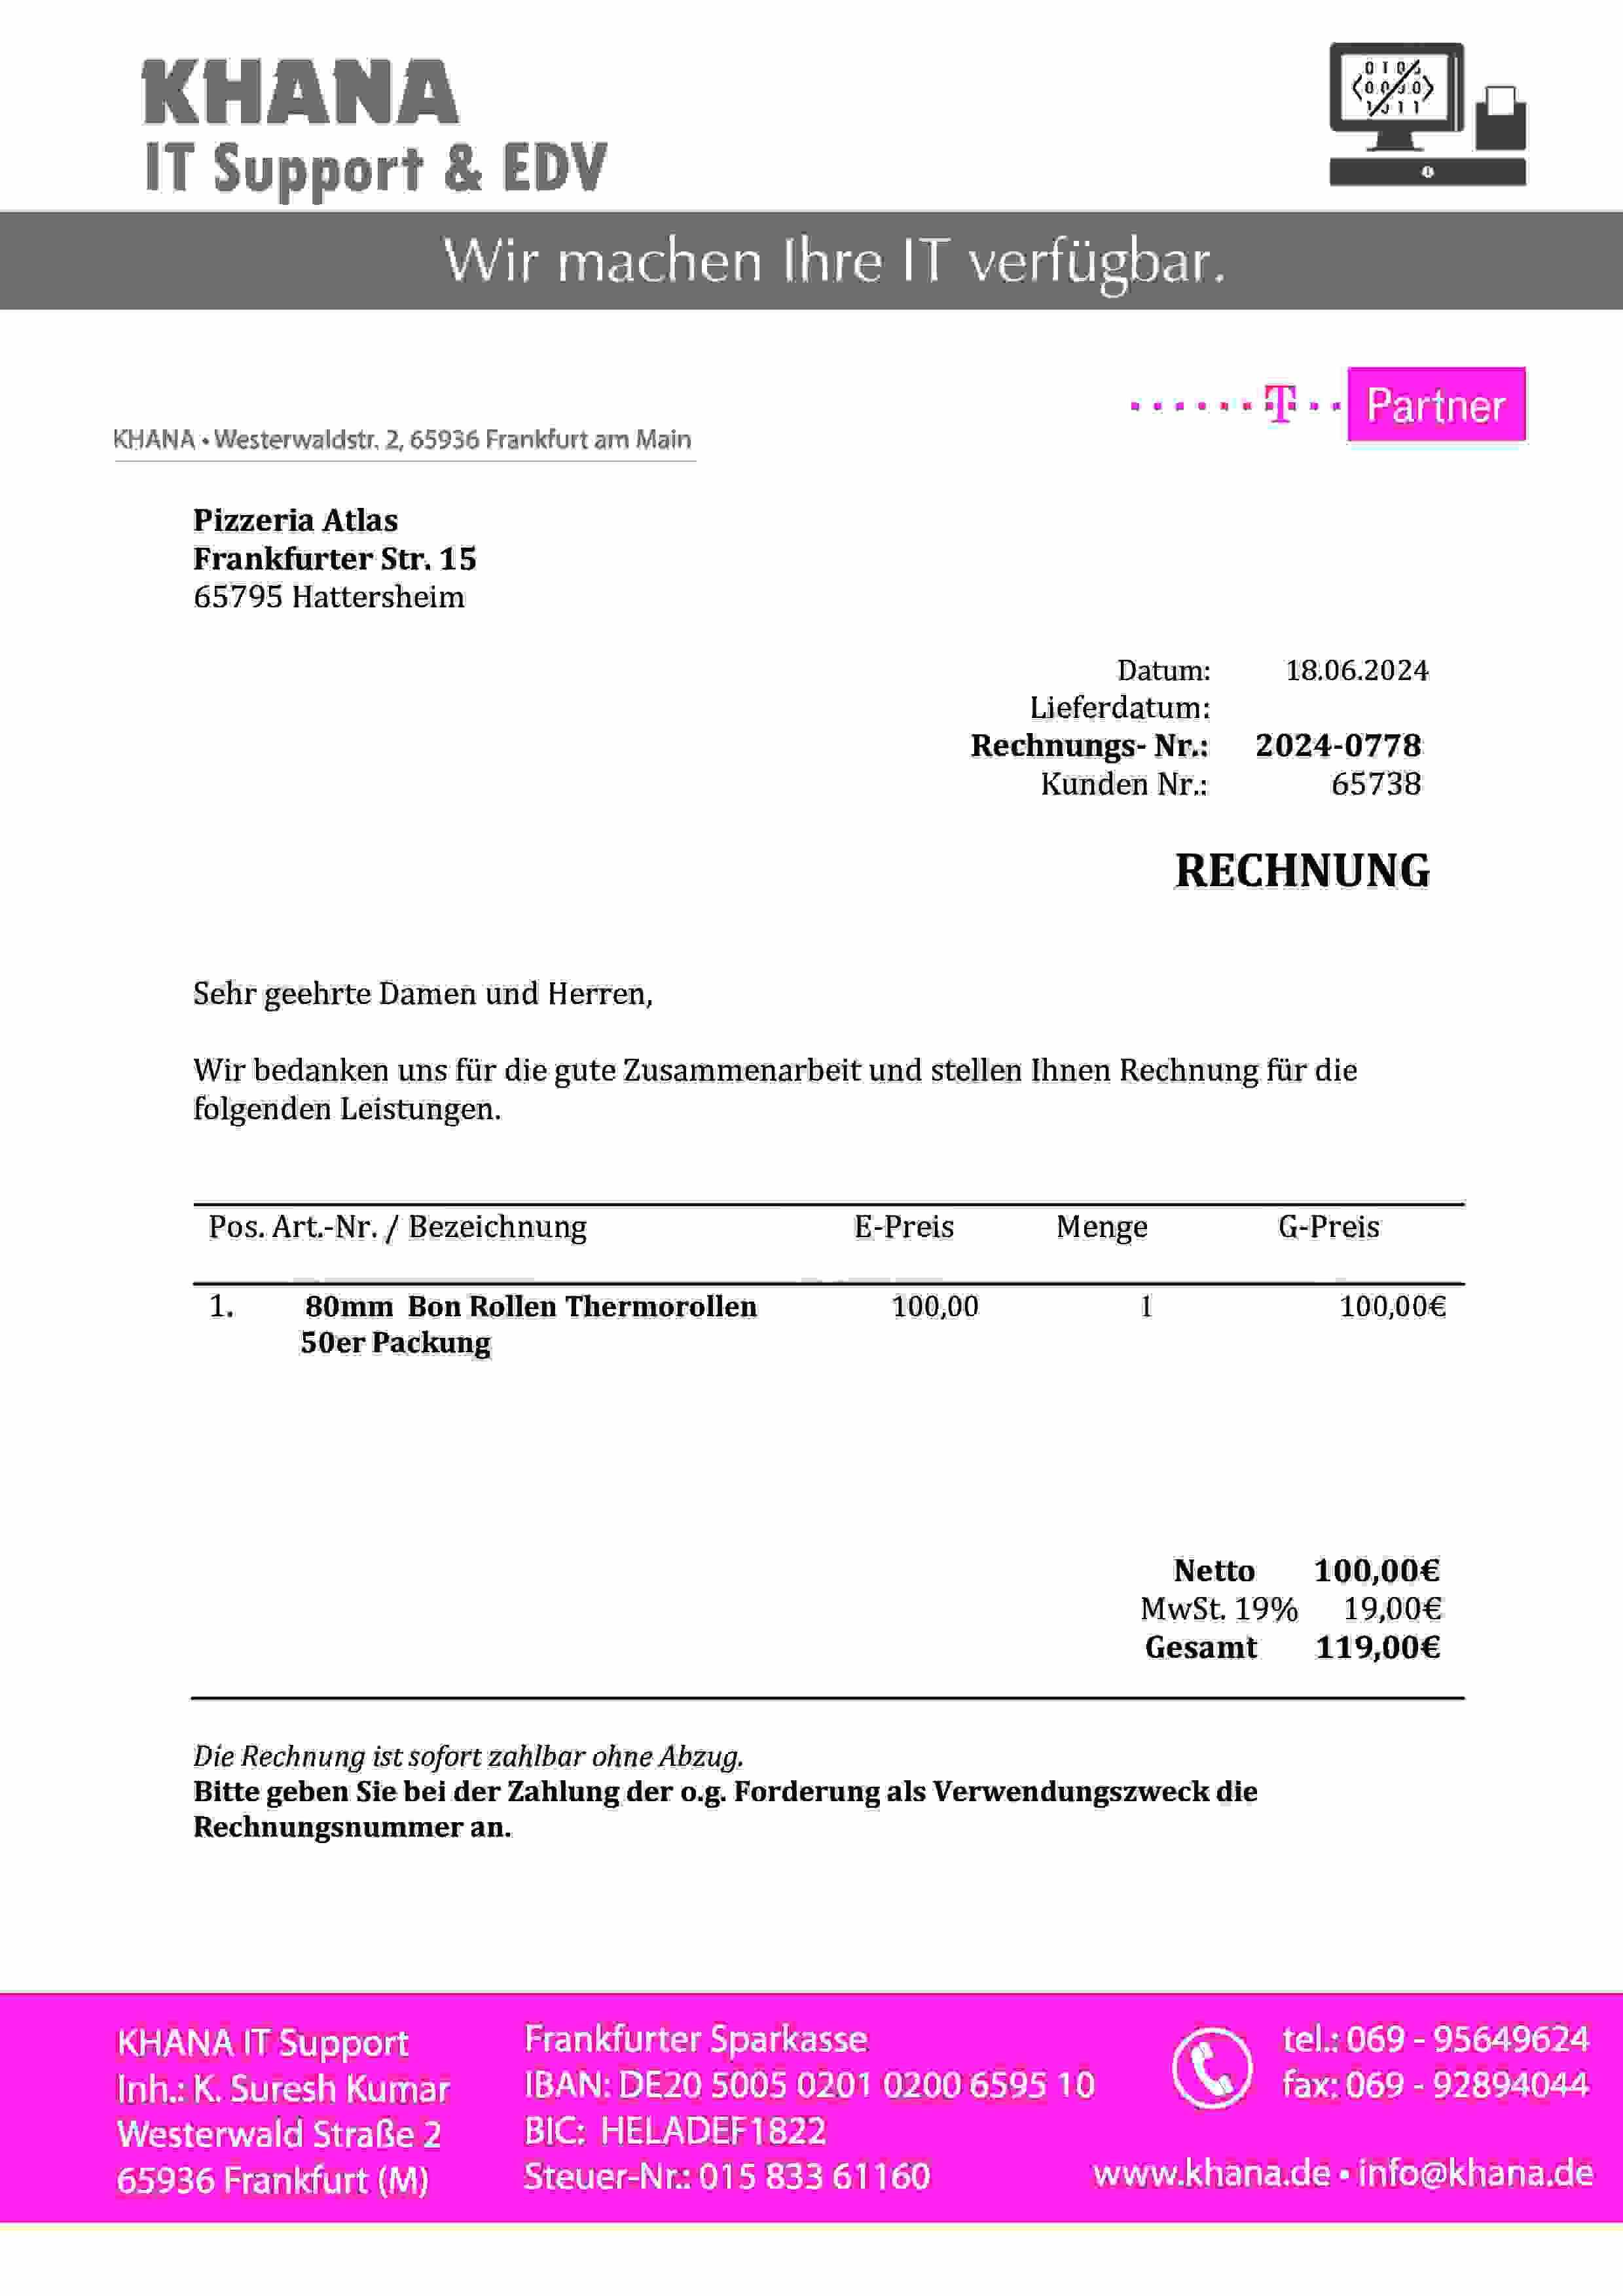 KHANA
IT Support & EDV
Wir machen Ihre IT verfügbar.
T Partner
KHANA • Westerwaldstr. 2, 65936 Frankfurt am Main
Pizzeria Atlas
Frankfurter Str. 15
65795 Hattersheim
Datum: 18.06.2024
Lieferdatum:
Rechnungs- Nr.: 2024-0778
Kunden Nr.: 65738
RECHNUNG
Sehr geehrte Damen und Herren,
Wir bedanken uns für die gute Zusammenarbeit und stellen Ihnen Rechnung für die
folgenden Leistungen.
Pos. Art.-Nr. / Bezeichnung E-Preis Menge G-Preis
1. 80mm Bon Rollen Thermorollen 100,00 1 100,00€
50er Packung
Netto 100,00€
MwSt. 19% 19,00€
Gesamt 119,00€
Die Rechnung ist sofort zahlbar ohne Abzug.
Bitte geben Sie bei der Zahlung der o.g. Forderung als Verwendungszweck die
Rechnungsnummer an.
KHANA IT Support
Inh.: K. Suresh Kumar
Westerwald Straße 2
65936 Frankfurt (M)
Frankfurter Sparkasse
IBAN: DE20 5005 0201 0200 6595 10
BIC: HELADEF1822
Steuer-Nr.: 015 833 61160
tel.: 069 - 95649624
fax: 069 - 92894044
www.khana.de • info@khana.de